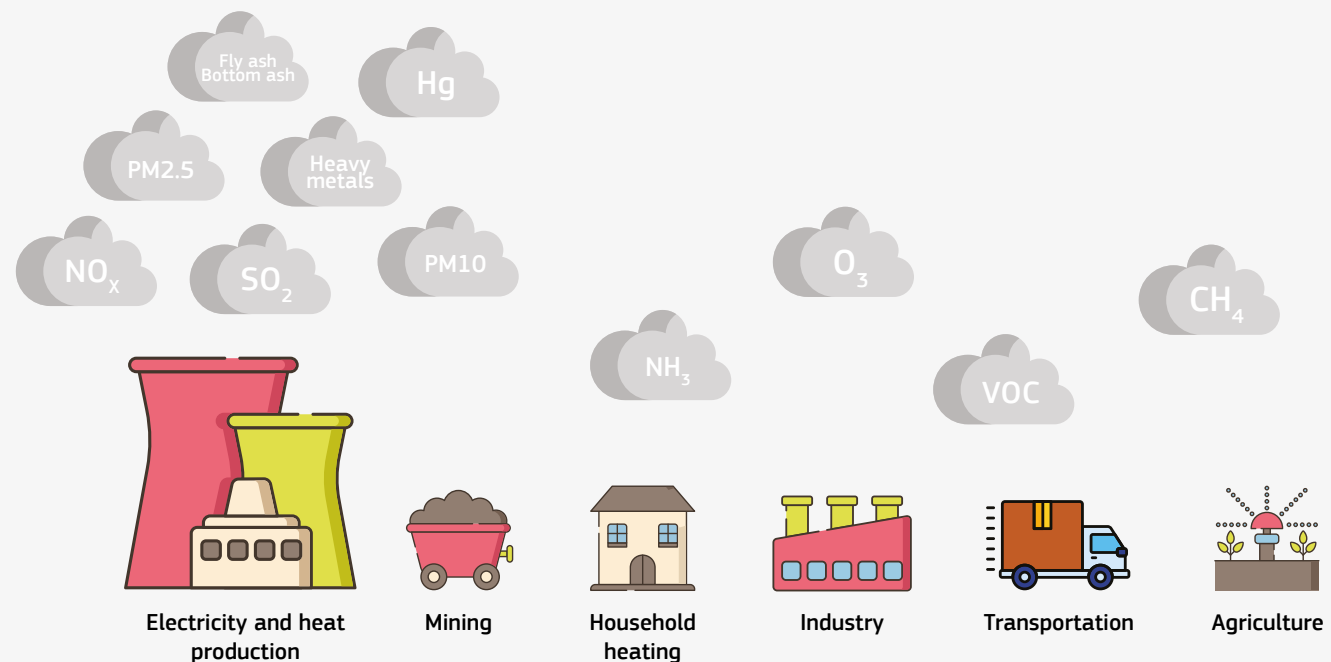 Fly ash
Bottom ash
Hg
PM2.5
Heavy
metals
NOₓ
SO₂
PM10
O₃
CH₄
NH₃
VOC
Electricity and heat
production
Mining
Household
heating
Industry
Transportation
Agriculture